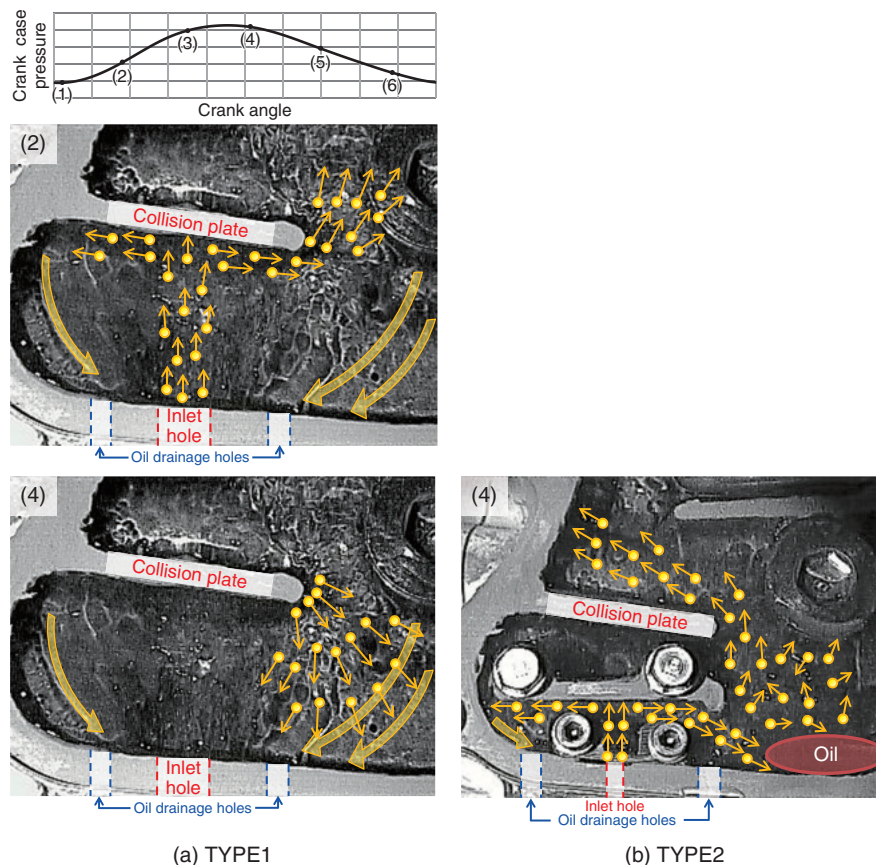 Crank case
pressure
(1)
(2)
(3)
(4)
(5)
(6)
Crank angle
(2)
Collision plate
Inlet
hole
Oil drainage holes
(4)
Collision plate
Inlet
hole
Oil drainage holes
(a) TYPE1
(4)
Collision plate
Oil
Inlet hole
Oil drainage holes
(b) TYPE2